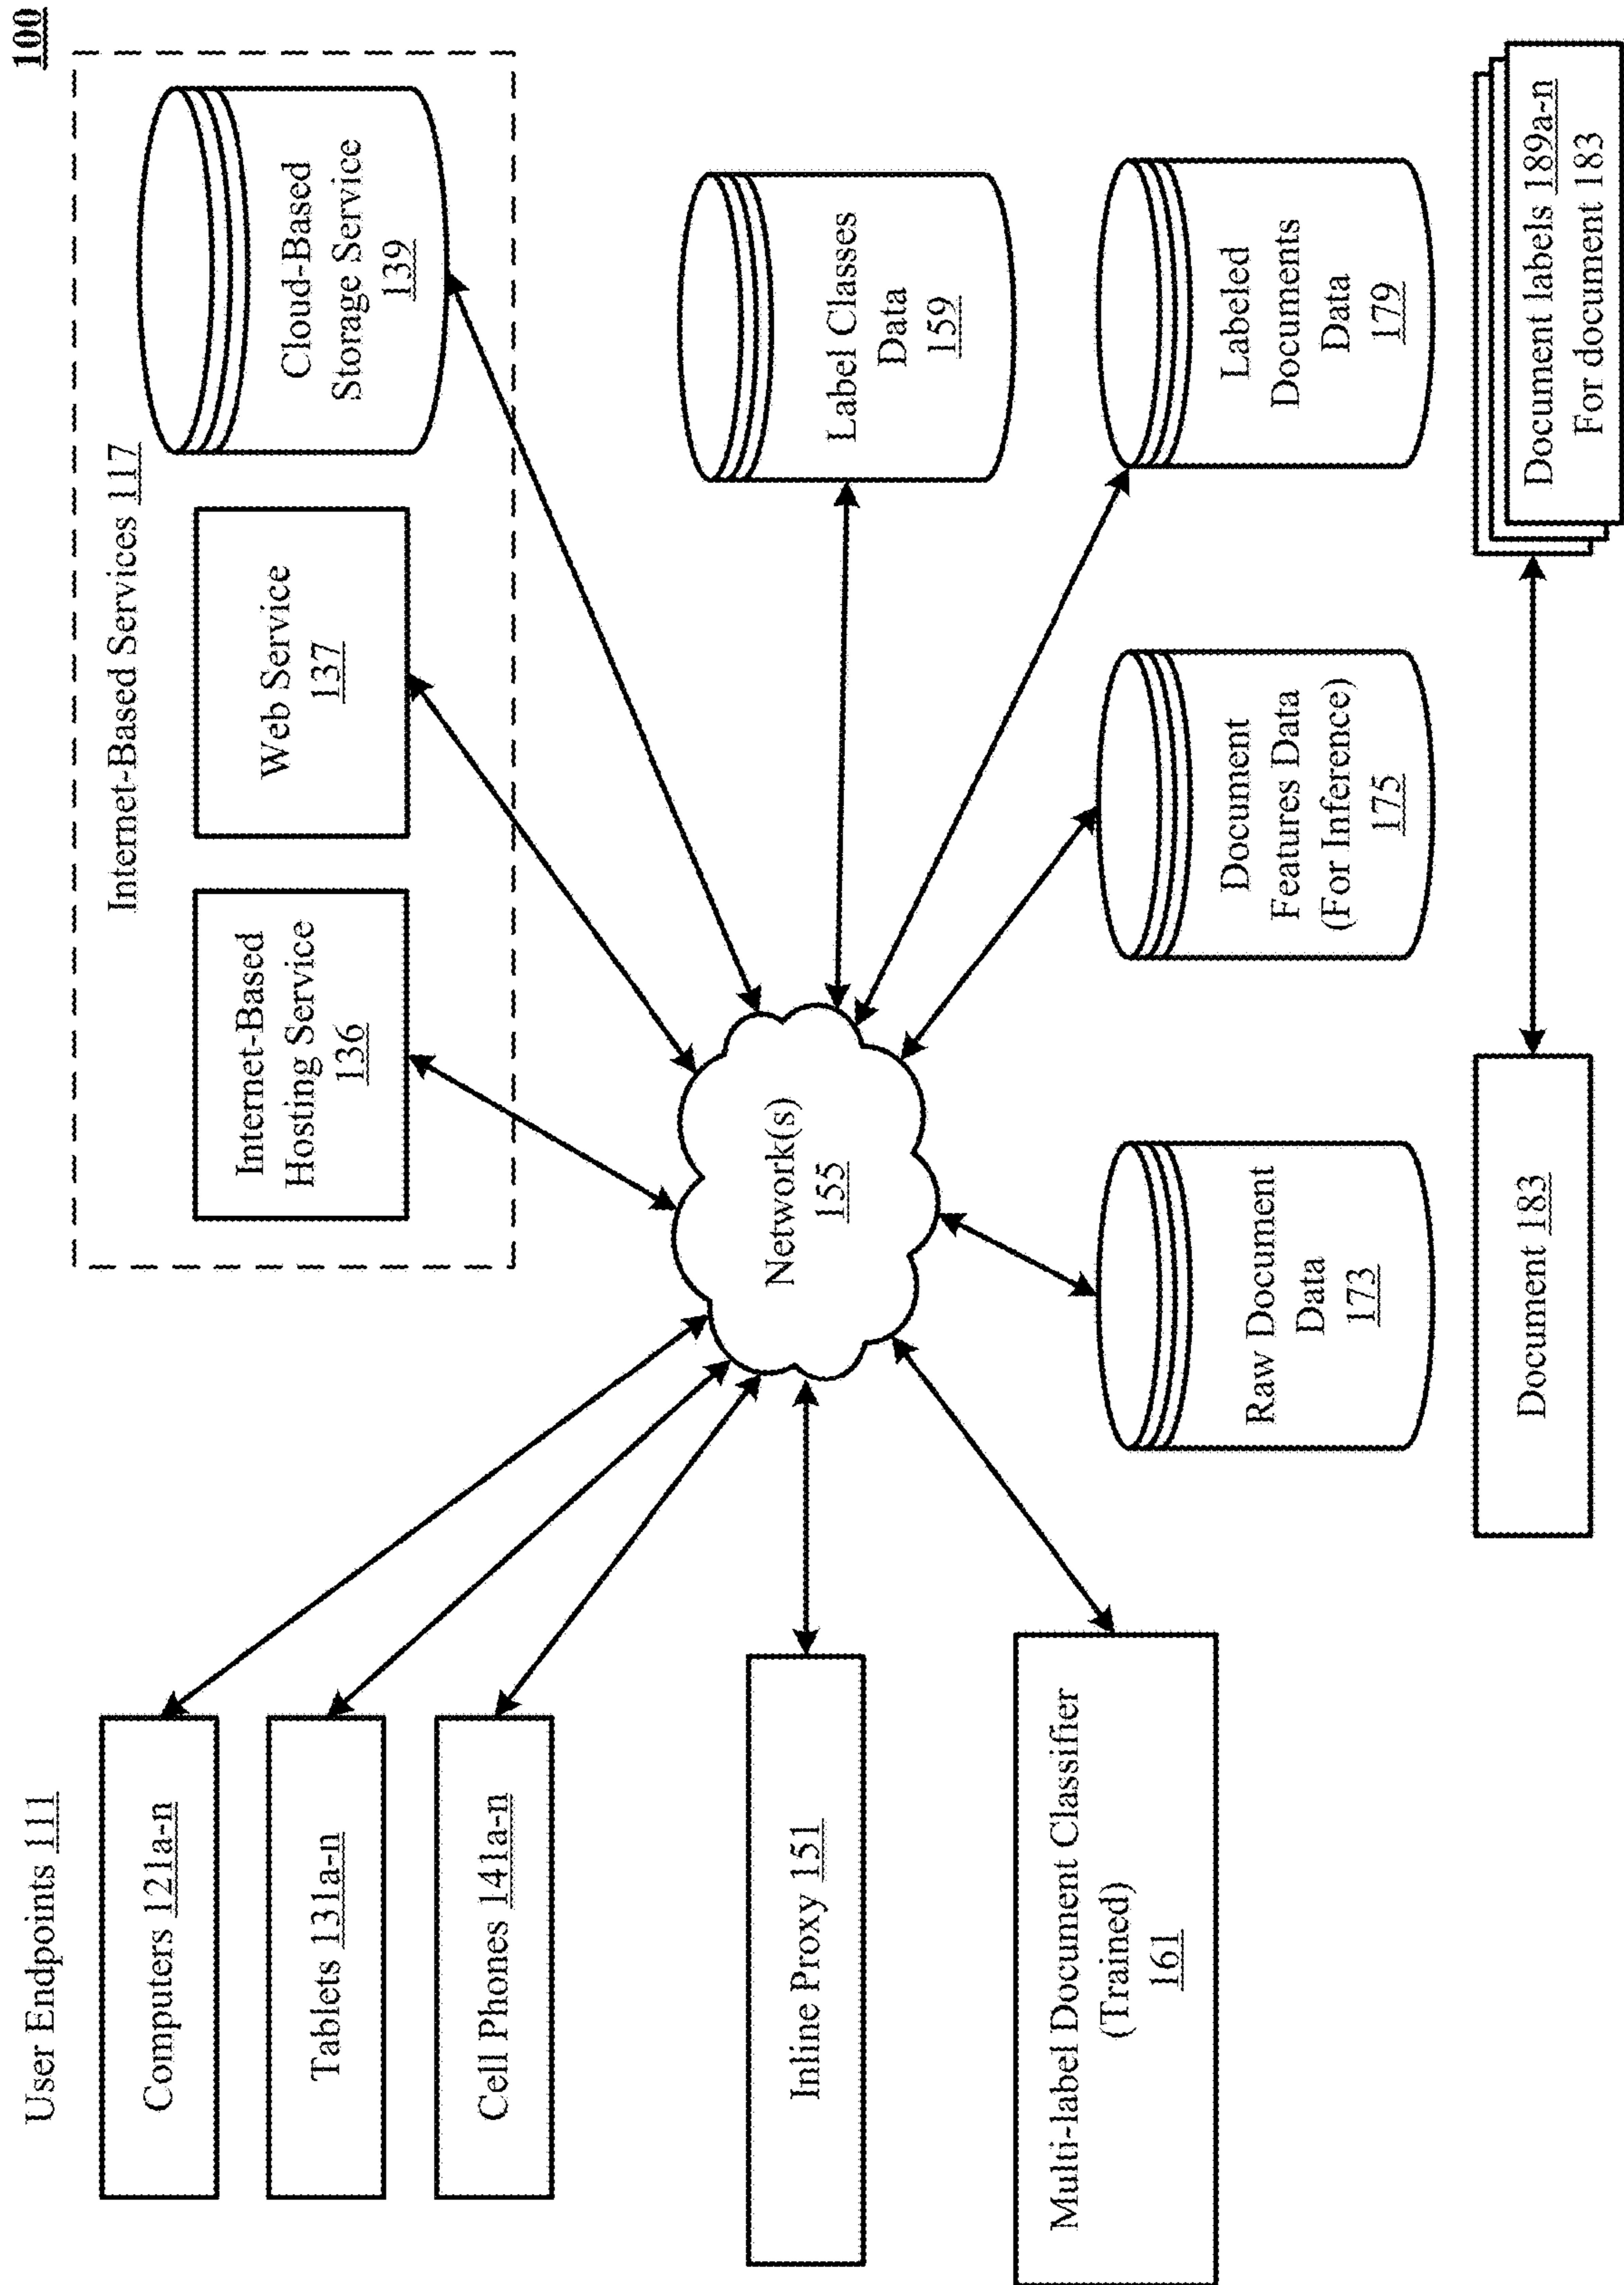 100
User Endpoints 111
Computers 121a-n
Tablets 131a-n
Cell Phones 141a-n
Inline Proxy 151
Multi-label Document Classifier
(Trained)
161
Internet-Based Services 117
Internet-Based
Hosting Service
136
Web Service
137
Cloud-Based
Storage Service
139
Network(s)
155
Label Classes
Data
159
Raw Document
Data
173
Document
Features Data
(For Inference)
175
Labeled
Documents
Data
179
Document 183
Document labels 189a-n
For document 183